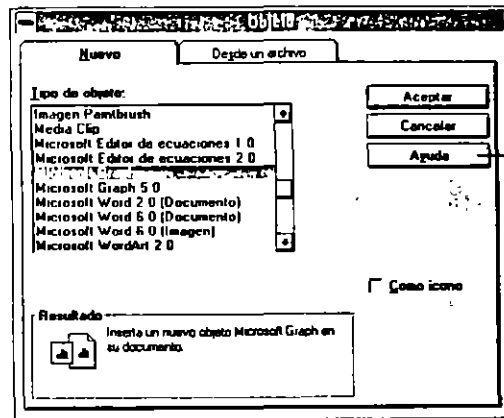 Objeto
Nuevo
Desde un archivo
Tipo de objeto:
Imagen Paintbrush
Media Clip
Microsoft Editor de ecuaciones 1.0
Microsoft Editor de ecuaciones 2.0
Microsoft Graph 5.0
Microsoft Word 2.0 (Documento)
Microsoft Word 6.0 (Documento)
Microsoft Word 6.0 (Imagen)
Microsoft WordArt 2.0
Aceptar
Cancelar
Ayuda
Como icono
Resultado
Inserta un nuevo objeto Microsoft Graph en
su documento.